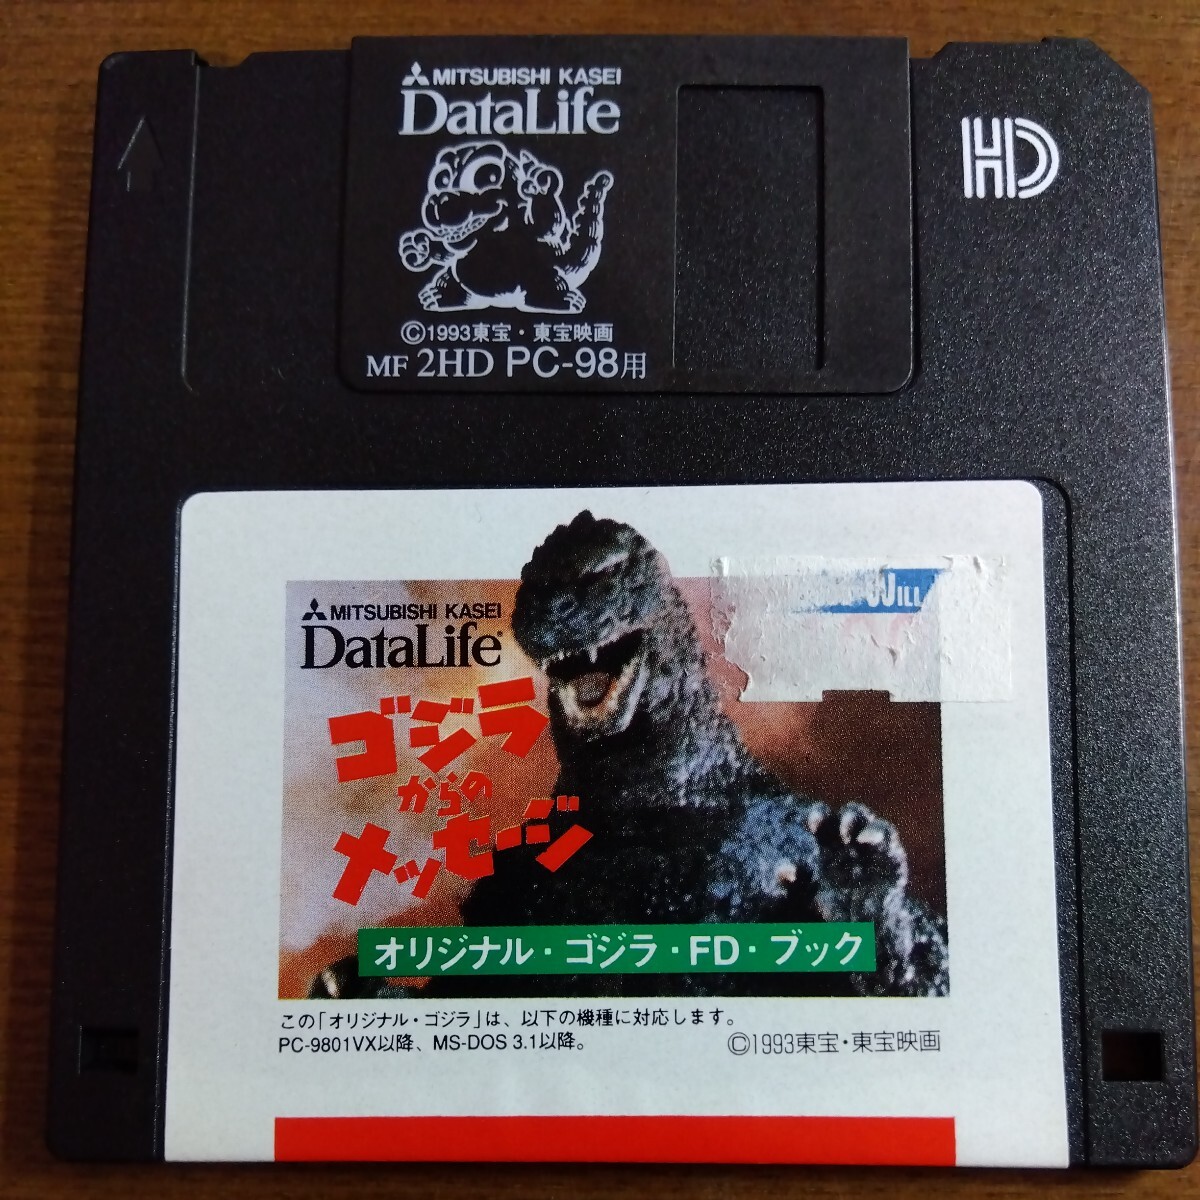 MITSUBISHI KASEI
DataLife
©1993東宝・東宝映画
MF 2HD PC-98用
HD
MITSUBISHI KASEI
DataLife
WILL
ゴジラ
からの
メッセージ
オリジナル・ゴジラ・FD・ブック
この「オリジナル・ゴジラ」は、以下の機種に対応します。
PC-9801VX以降、MS-DOS 3.1以降。
©1993東宝・東宝映画